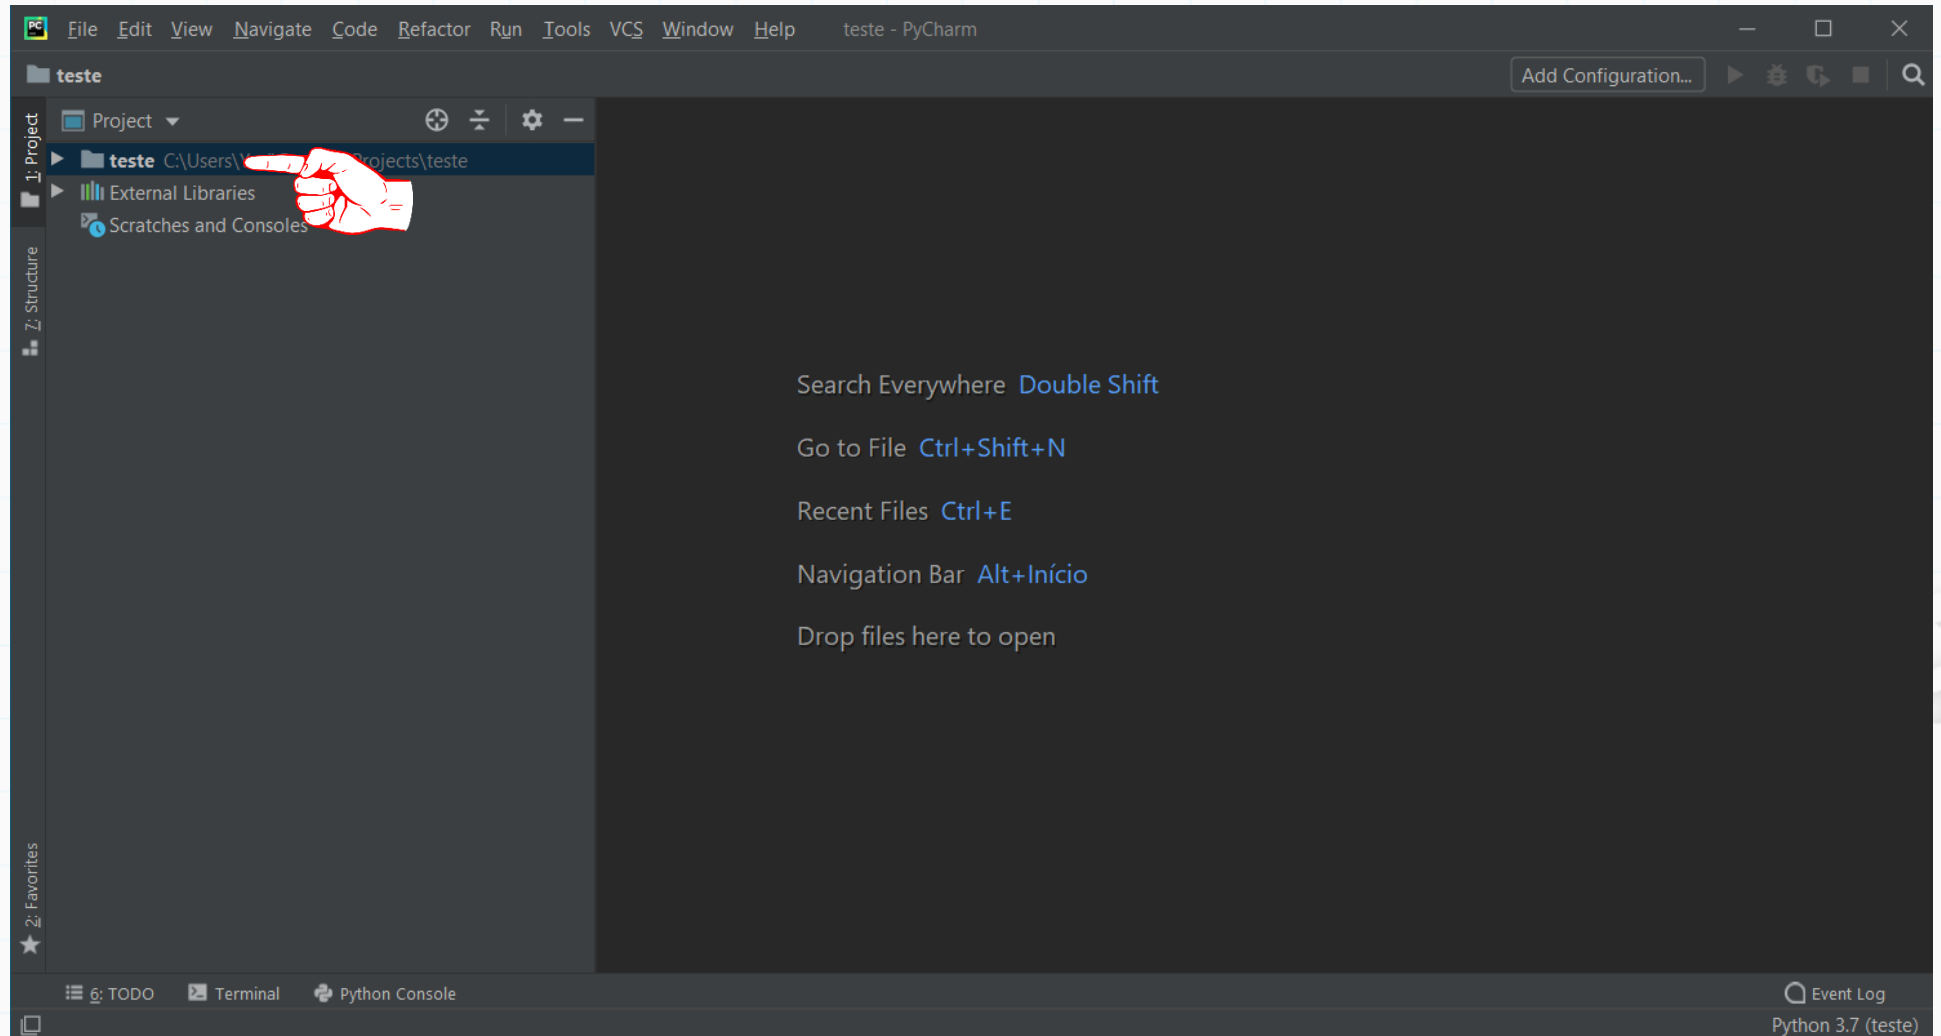 PC File Edit View Navigate Code Refactor Run Tools VCS Window Help teste - PyCharm
teste Add Configuration...
1: Project
Project
teste C:\Users\ Projects\teste
External Libraries
Scratches and Consoles
7: Structure
Search Everywhere Double Shift
Go to File Ctrl+Shift+N
Recent Files Ctrl+E
Navigation Bar Alt+Início
Drop files here to open
2: Favorites
6: TODO Terminal Python Console Event Log
Python 3.7 (teste)